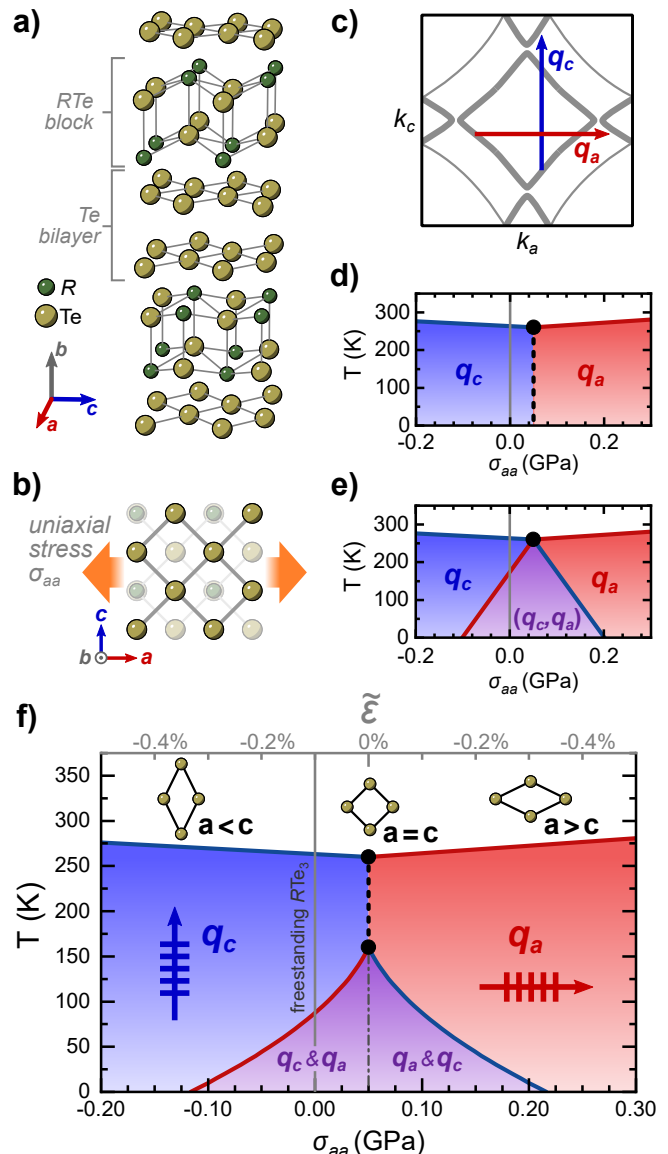 a)
RTe
block
Te
bilayer
R
Te
b
c
a
b)
uniaxial
stress
σaa
c
b
a
c)
qc
kc
qa
ka
d)
T (K)
300
200
100
0
qc
qa
-0.2
0.0
0.2
σaa (GPa)
e)
T (K)
300
200
100
0
qc
qa
(qc,qa)
-0.2
0.0
0.2
σaa (GPa)
f)
ε̃
-0.4%
-0.2%
0%
-0.2%
-0.4%
T (K)
350
300
250
200
150
100
50
0
a < c
a = c
a > c
freestanding RTe3
qc
qa
qc & qa
qa & qc
-0.20
-0.10
0.00
0.10
0.20
0.30
σaa (GPa)